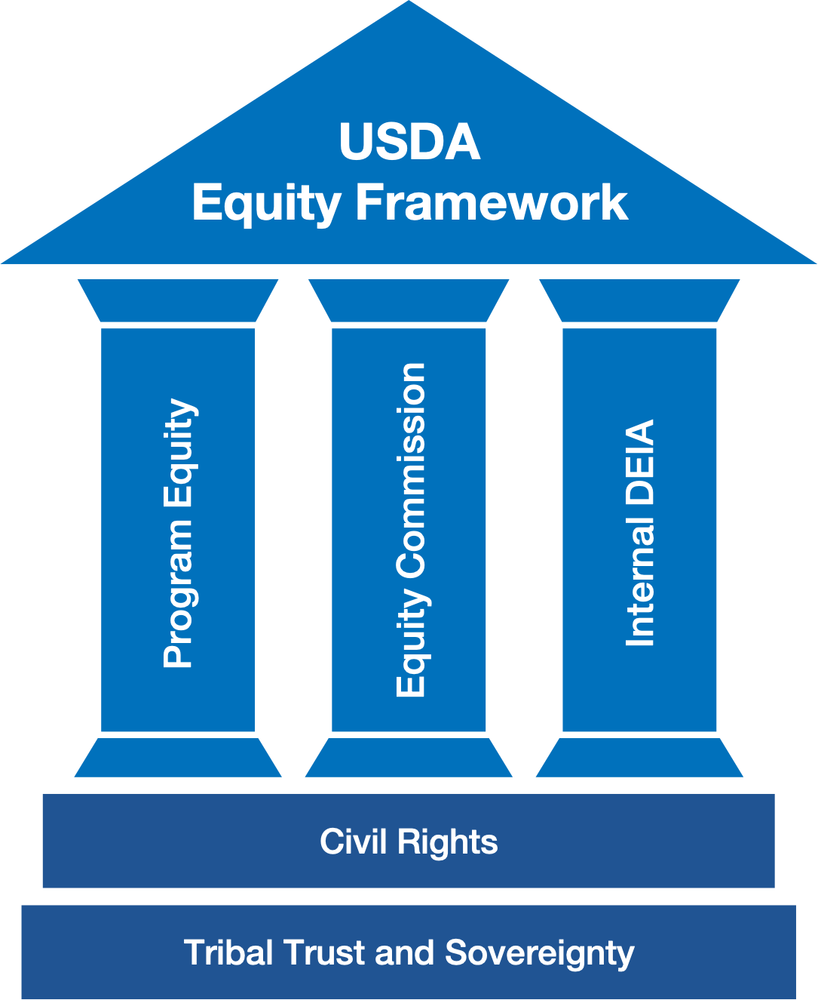 USDA
Equity Framework
Program Equity
Equity Commission
Internal DEIA
Civil Rights
Tribal Trust and Sovereignty